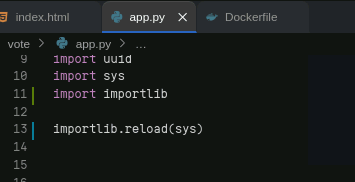 index.html app.py Dockerfile
vote > app.py > ...
9 import uuid
10 import sys
11 import importlib
12
13 importlib.reload(sys)
14
15